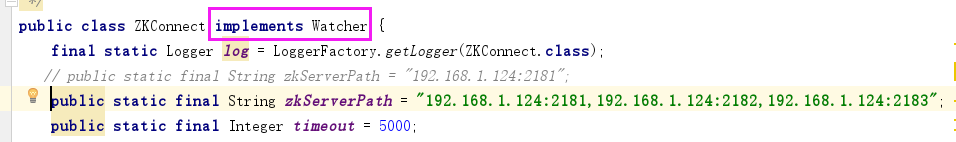 */
public class ZKConnect implements Watcher {
final static Logger log = LoggerFactory.getLogger(ZKConnect.class);
// public static final String zkServerPath = "192.168.1.124:2181";
public static final String zkServerPath = "192.168.1.124:2181,192.168.1.124:2182,192.168.1.124:2183";
public static final Integer timeout = 5000;